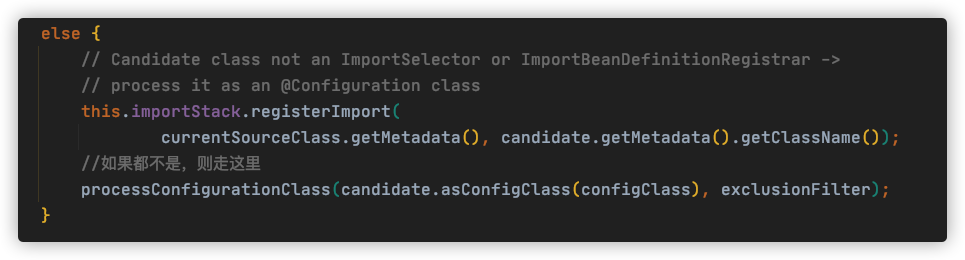 else {
// Candidate class not an ImportSelector or ImportBeanDefinitionRegistrar ->
// process it as an @Configuration class
this.importStack.registerImport(
currentSourceClass.getMetadata(), candidate.getMetadata().getClassName());
//如果都不是，则走这里
processConfigurationClass(candidate.asConfigClass(configClass), exclusionFilter);
}